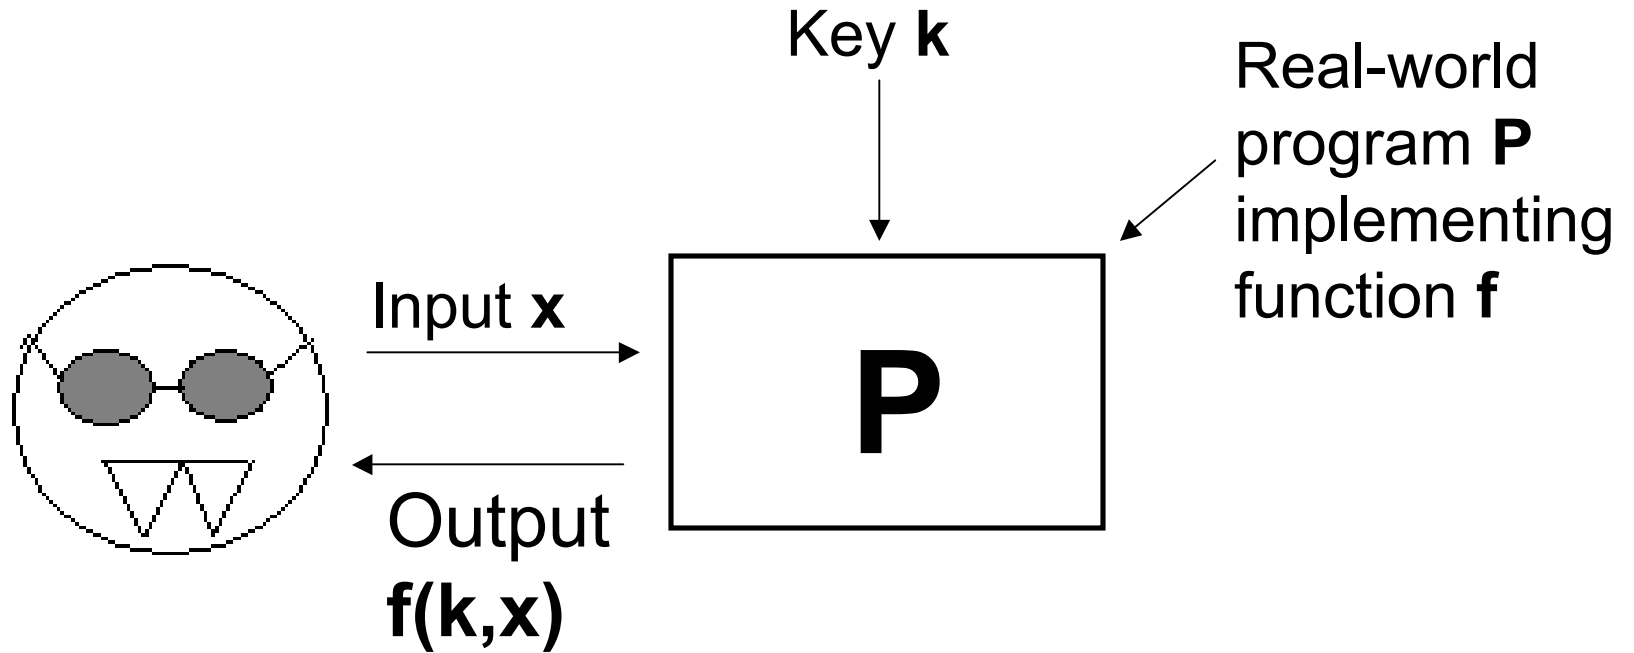 Key k
Real-world
program P
implementing
function f
Input x
P
Output
f(k,x)